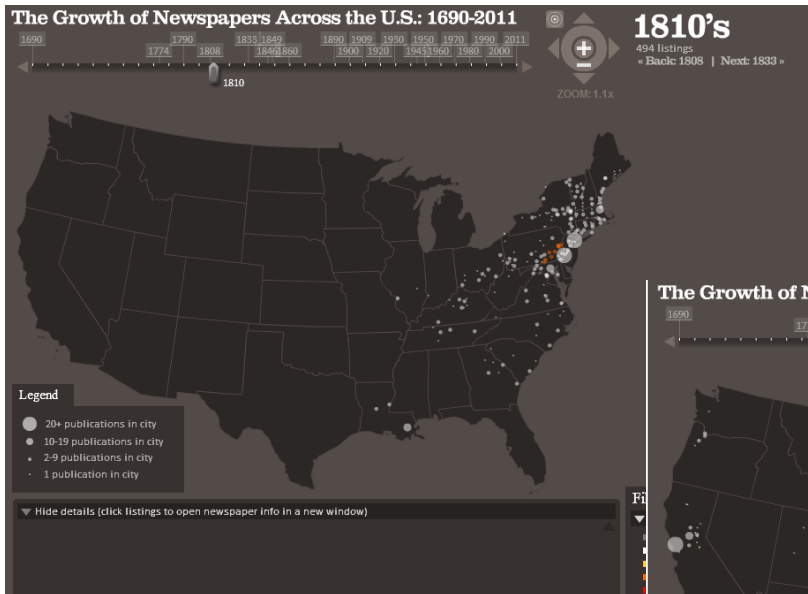 The Growth of Newspapers Across the U.S.: 1690-2011
1690 1774 1790 1808 1833 1849 1846 1860 1890 1900 1909 1920 1930 1945 1950 1960 1970 1980 1990 2000 2011
1810
ZOOM: 1.1x
1810's
494 listings
« Back: 1808 | Next: 1833 »
Legend
20+ publications in city
10-19 publications in city
2-9 publications in city
1 publication in city
Hide details (click listings to open newspaper info in a new window)
Fil
The Growth of N
1690
177